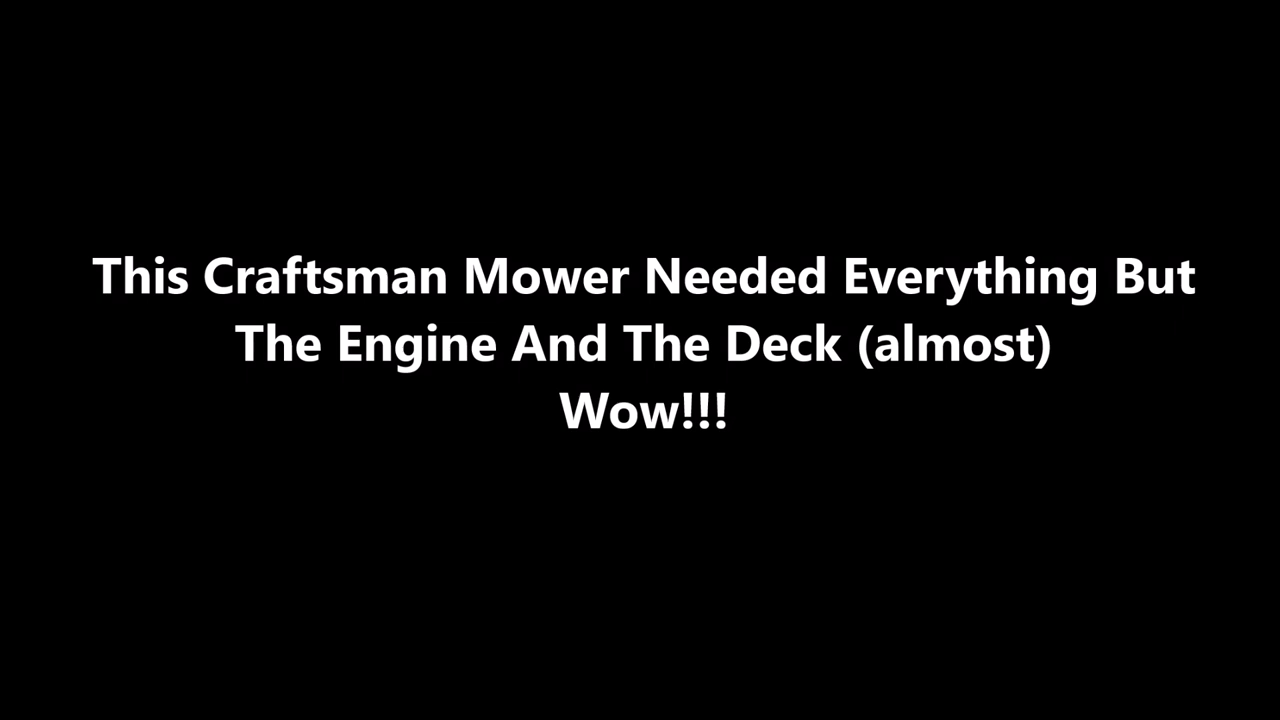 This Craftsman Mower Needed Everything But
The Engine And The Deck (almost)
Wow!!!